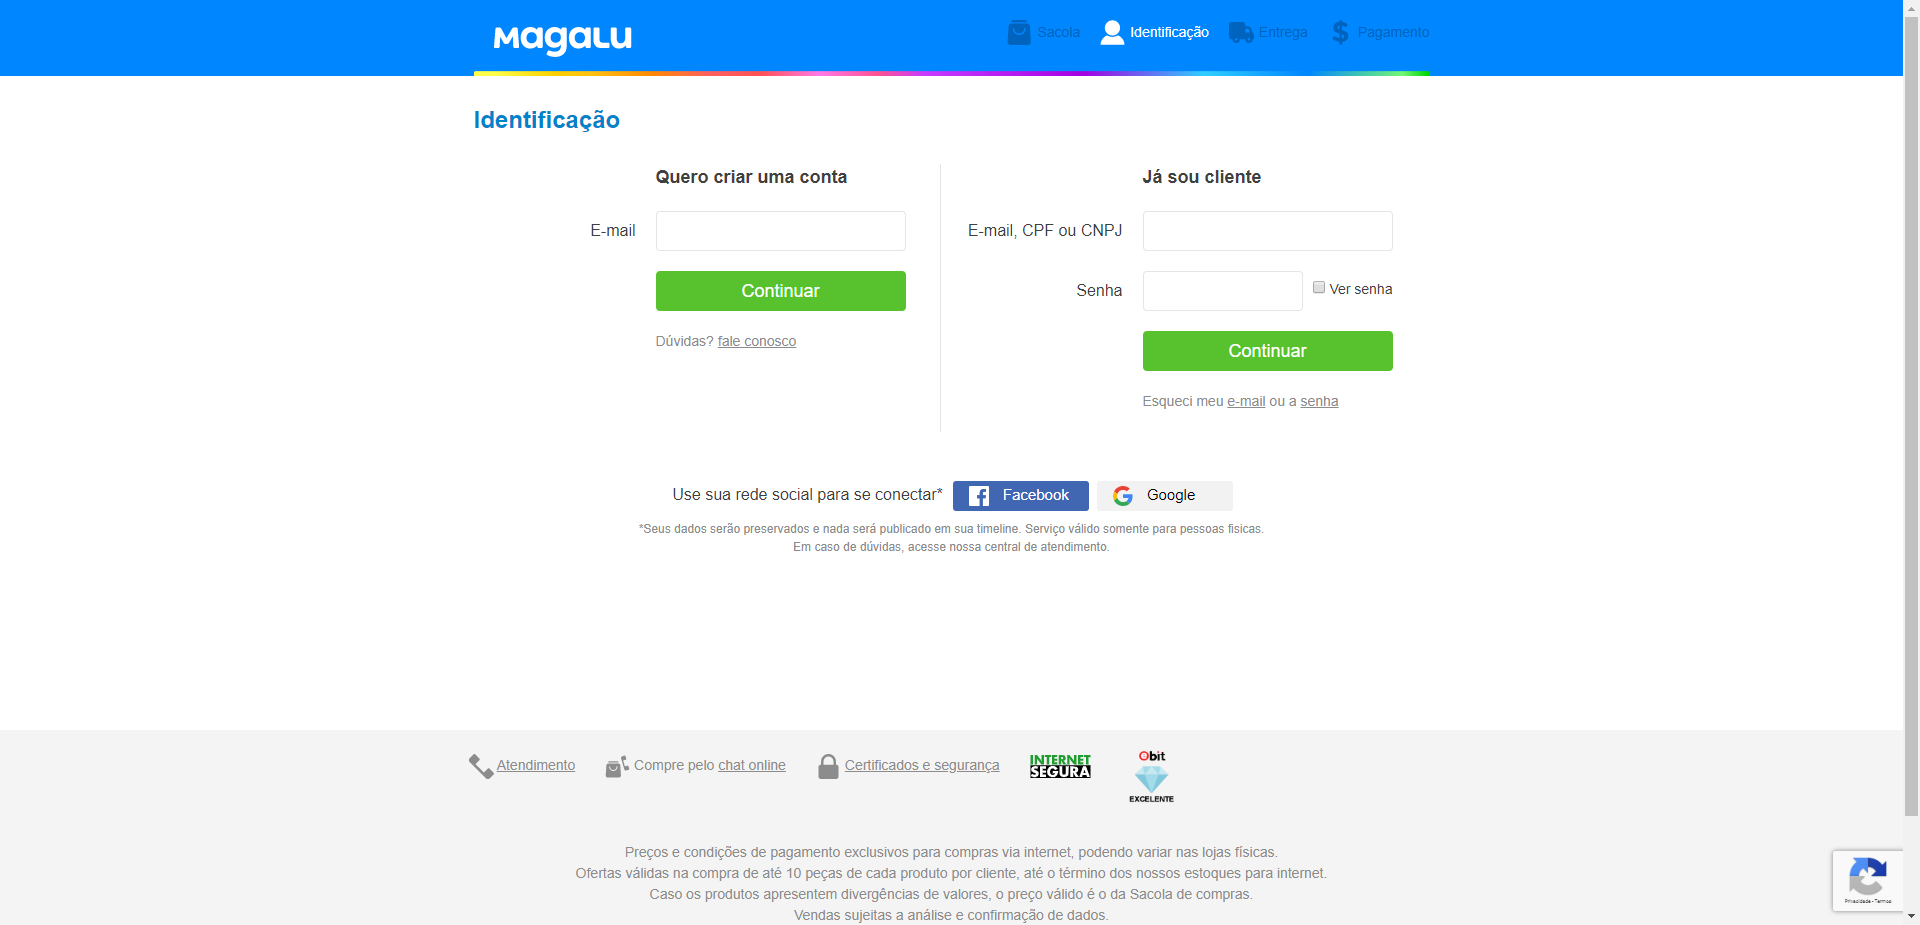 Magalu
Sacola
Identificação
Entrega
Pagamento
Identificação
Quero criar uma conta
E-mail
Continuar
Dúvidas? fale conosco
Já sou cliente
E-mail, CPF ou CNPJ
Senha
Ver senha
Continuar
Esqueci meu e-mail ou a senha
Use sua rede social para se conectar*
Facebook
Google
*Seus dados serão preservados e nada será publicado em sua timeline. Serviço válido somente para pessoas fisicas.
Em caso de dúvidas, acesse nossa central de atendimento.
Atendimento
Compre pelo chat online
Certificados e segurança
INTERNET
SEGURA
ebit
EXCELENTE
Preços e condições de pagamento exclusivos para compras via internet, podendo variar nas lojas físicas.
Ofertas válidas na compra de até 10 peças de cada produto por cliente, até o término dos nossos estoques para internet.
Caso os produtos apresentem divergências de valores, o preço válido é o da Sacola de compras.
Vendas sujeitas a análise e confirmação de dados.
Privacidade - Termos